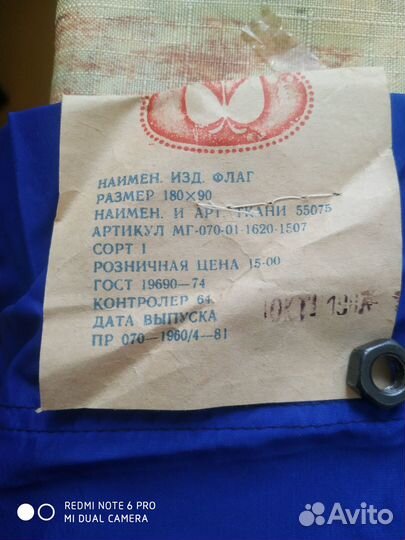 НАИМЕН. ИЗД. ФЛАГ
РАЗМЕР 180×90
НАИМЕН. И АРТ. ТКАНИ 55075
АРТИКУЛ МГ-070-01-1620-1507
СОРТ 1
РОЗНИЧНАЯ ЦЕНА 15-00
ГОСТ 19690—74
КОНТРОЛЕР 64
ДАТА ВЫПУСКА
ПР 070—1960/4—81
REDMI NOTE 6 PRO
MI DUAL CAMERA
Avito